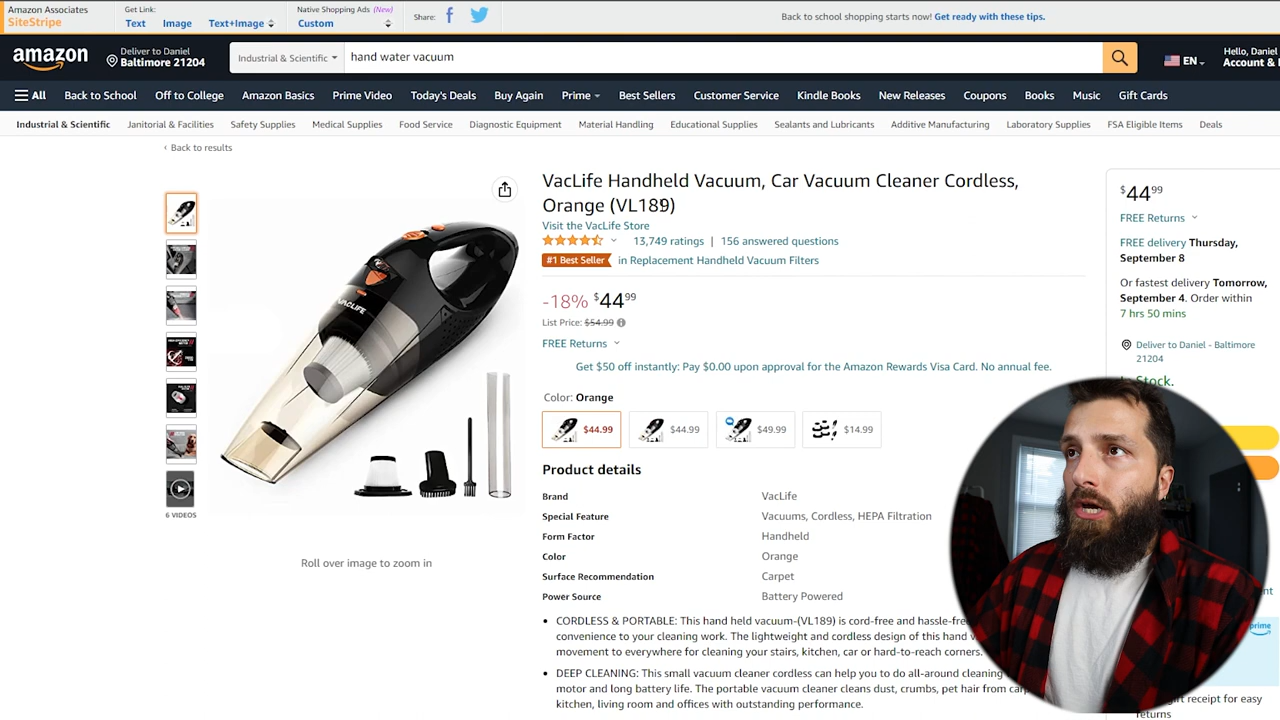 Amazon Associates
SiteStripe
Get Link:
Text Image Text+Image
Native Shopping Ads (New)
Custom
Share:
Back to school shopping starts now! Get ready with these tips.
amazon
Deliver to Daniel
Baltimore 21204
Industrial & Scientific
hand water vacuum
EN
Hello, Daniel
Account &
All Back to School Off to College Amazon Basics Prime Video Today's Deals Buy Again Prime Best Sellers Customer Service Kindle Books New Releases Coupons Books Music Gift Cards
Industrial & Scientific Janitorial & Facilities Safety Supplies Medical Supplies Food Service Diagnostic Equipment Material Handling Educational Supplies Sealants and Lubricants Additive Manufacturing Laboratory Supplies FSA Eligible Items Deals
‹ Back to results
VACLIFE
6 VIDEOS
Roll over image to zoom in
VacLife Handheld Vacuum, Car Vacuum Cleaner Cordless,
Orange (VL189)
Visit the VacLife Store
13,749 ratings | 156 answered questions
#1 Best Seller in Replacement Handheld Vacuum Filters
-18% $44 99
List Price: $54.99
FREE Returns
Get $50 off instantly: Pay $0.00 upon approval for the Amazon Rewards Visa Card. No annual fee.
Color: Orange
$44.99 $44.99 $49.99 $14.99
Product details
Brand VacLife
Special Feature Vacuums, Cordless, HEPA Filtration
Form Factor Handheld
Color Orange
Surface Recommendation Carpet
Power Source Battery Powered
• CORDLESS & PORTABLE: This hand held vacuum-(VL189) is cord-free and hassle-fre
convenience to your cleaning work. The lightweight and cordless design of this hand v
movement to everywhere for cleaning your stairs, kitchen, car or hard-to-reach corners.
• DEEP CLEANING: This small vacuum cleaner cordless can help you to do all-around cleaning
motor and long battery life. The portable vacuum cleaner cleans dust, crumbs, pet hair from car
kitchen, living room and offices with outstanding performance.
$44 99
FREE Returns
FREE delivery Thursday,
September 8
Or fastest delivery Tomorrow,
September 4. Order within
7 hrs 50 mins
Deliver to Daniel - Baltimore
21204
Stock.
prime
receipt for easy
returns